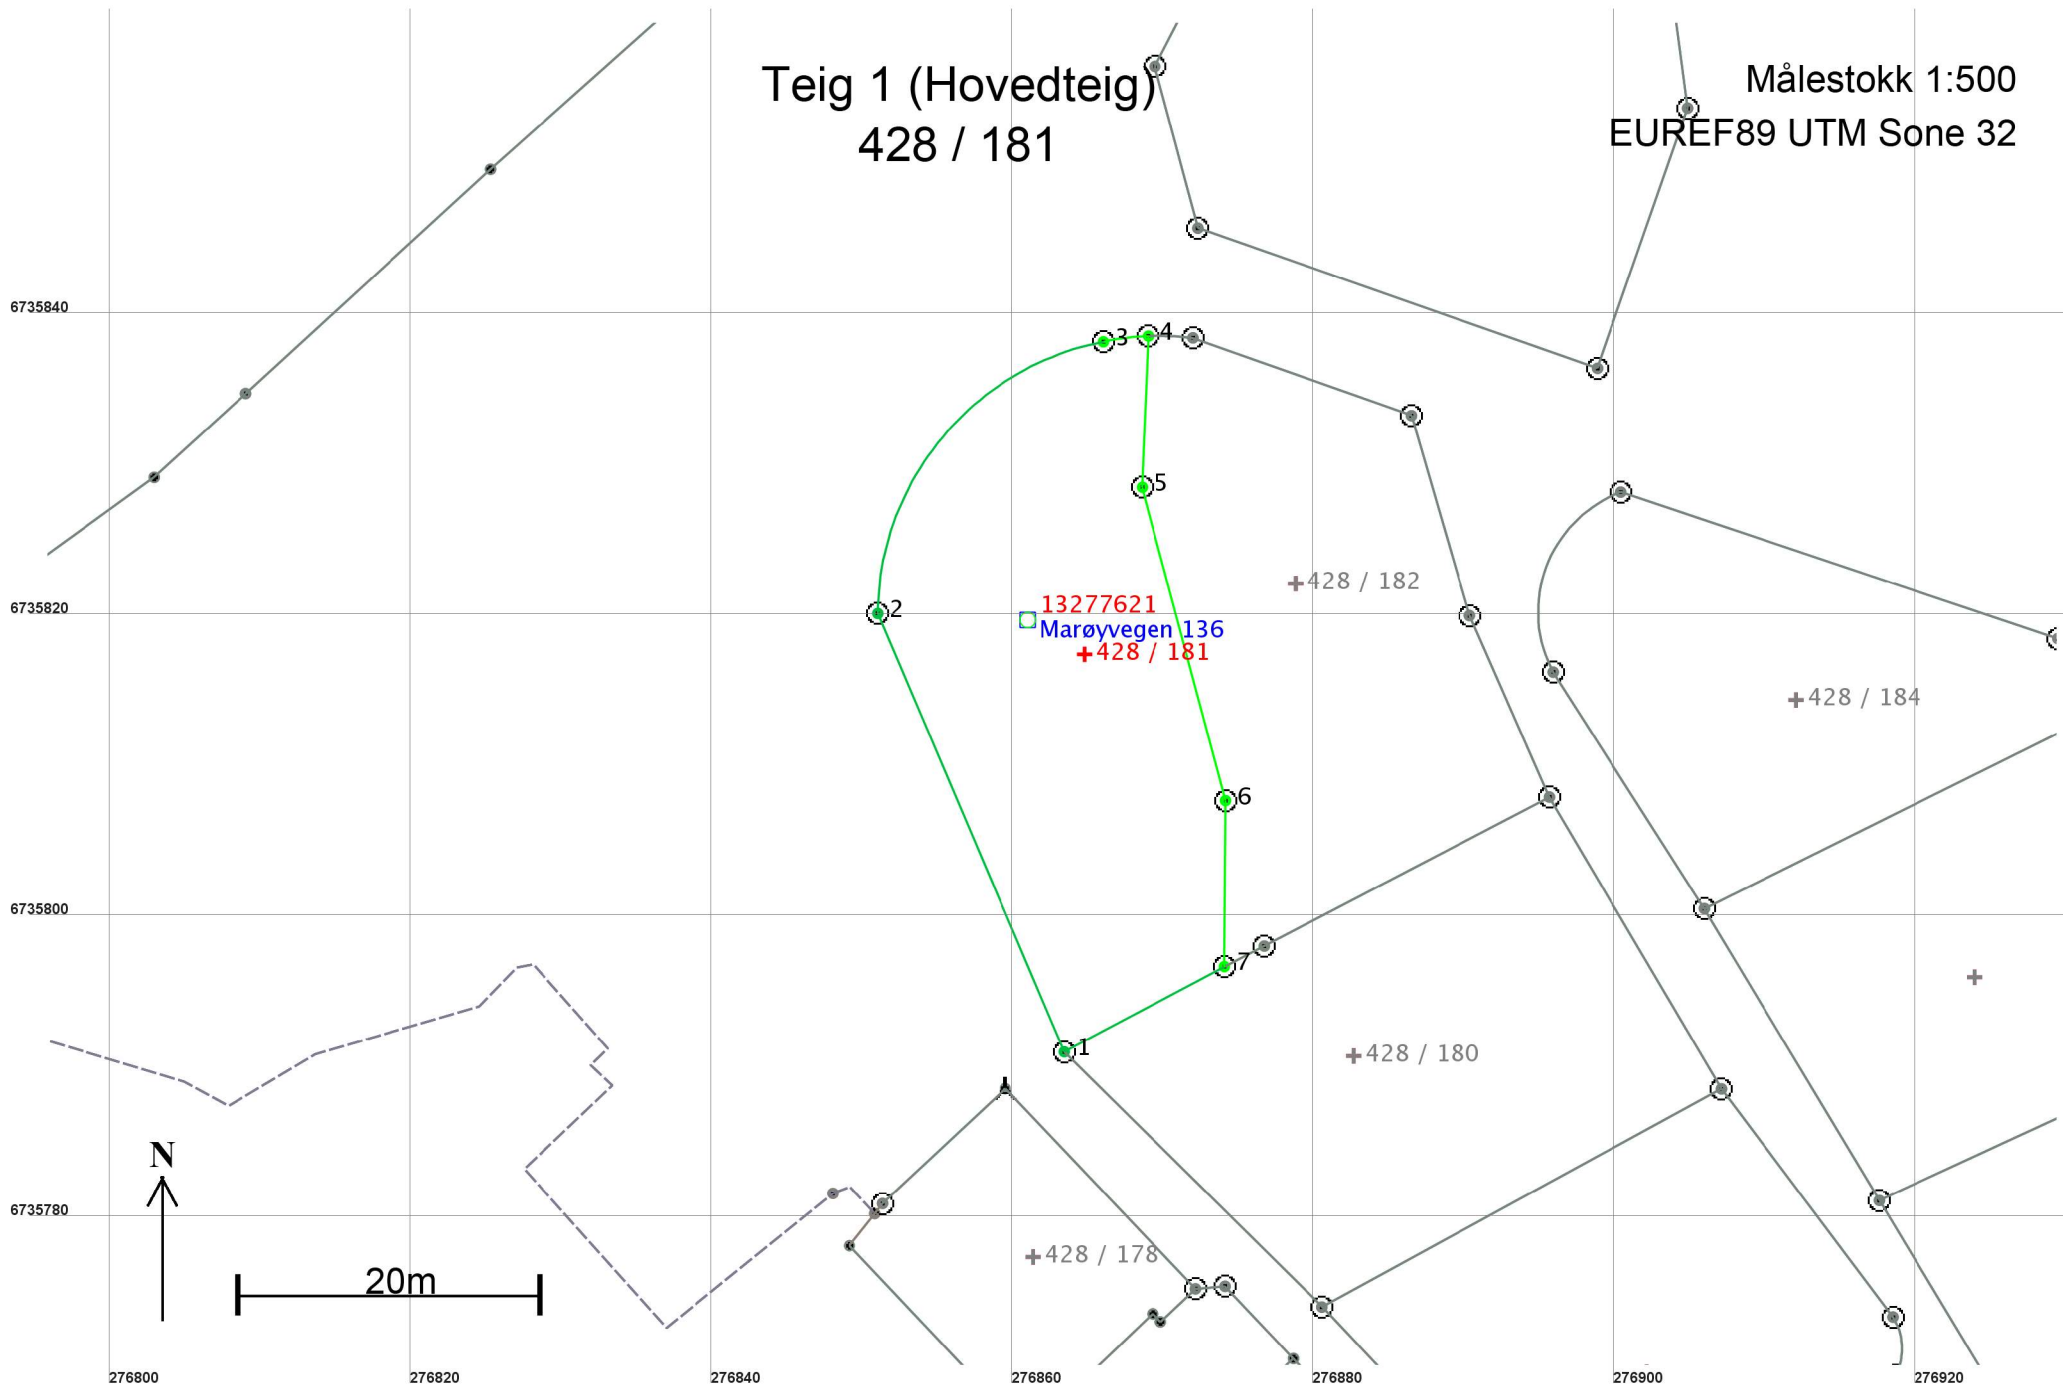 Teig 1 (Hovedteig)
428 / 181
Målestokk 1:500
EUREF89 UTM Sone 32
6735840
3
4
5
428 / 182
6735820
2
13277621
Marøyvegen 136
428 / 181
428 / 184
6
6735800
7
1
428 / 180
N
6735780
428 / 178
20m
276800
276820
276840
276860
276880
276900
276920